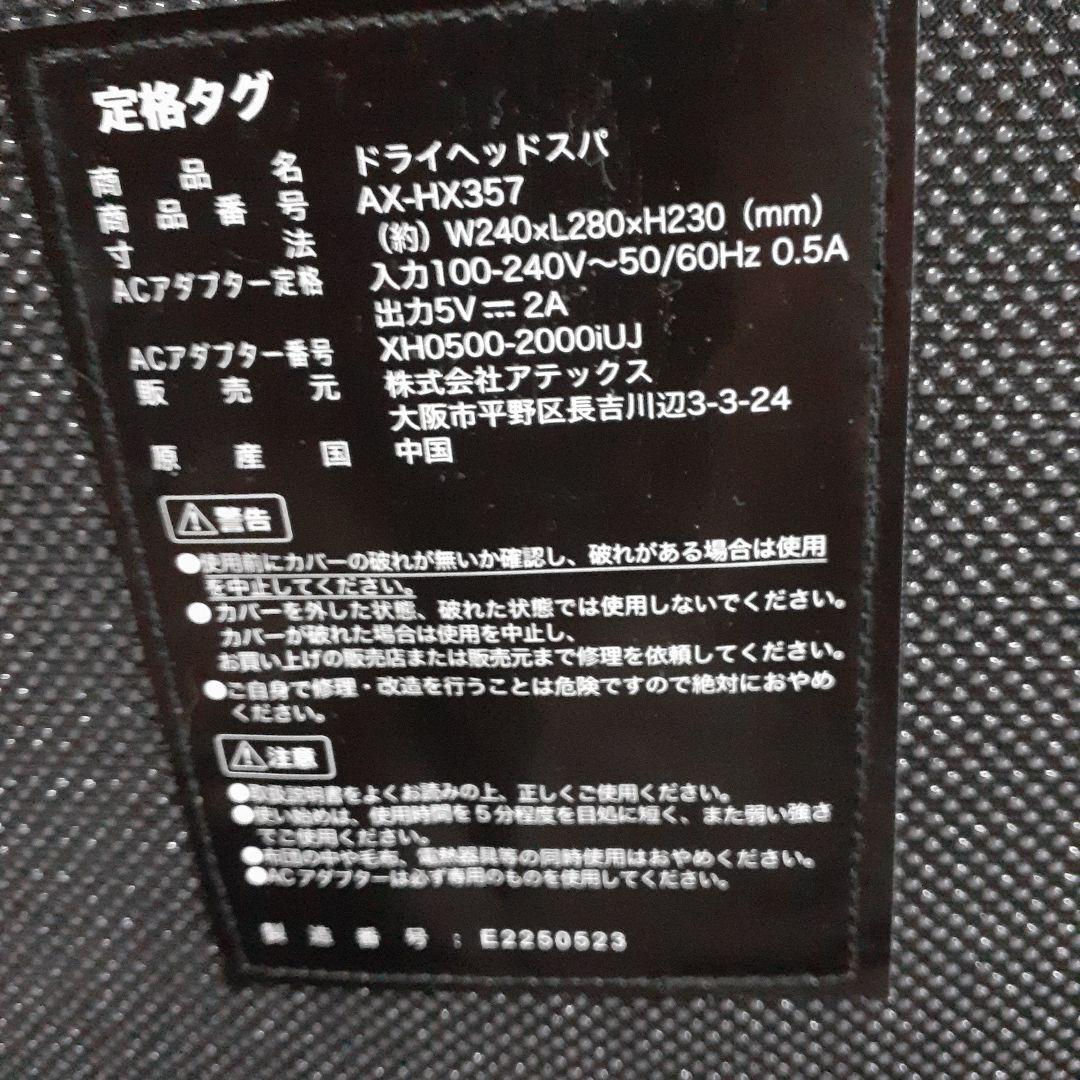 定格タグ
商品名 ドライヘッドスパ
商品番号 AX-HX357
寸法 （約）W240×L280×H230（mm）
ACアダプター定格 入力100-240V～50/60Hz 0.5A
出力5V⎓2A
ACアダプター番号 XH0500-2000iUJ
販売元 株式会社アテックス
大阪市平野区長吉川辺3-3-24
原産国 中国
⚠警告
●使用前にカバーの破れが無いか確認し、破れがある場合は使用
を中止してください。
●カバーを外した状態、破れた状態では使用しないでください。
カバーが破れた場合は使用を中止し、
お買い上げの販売店または販売元まで修理を依頼してください。
●ご自身で修理・改造を行うことは危険ですので絶対におやめ
ください。
⚠注意
●取扱説明書をよくお読みの上、正しくご使用ください。
●使い始めは、使用時間を5分程度を目処に短く、また弱い強さ
でご使用ください。
●布団の中や毛布、電熱器具等の同時使用はおやめください。
●ACアダプターは必ず専用のものを使用してください。
製造番号：E2250523